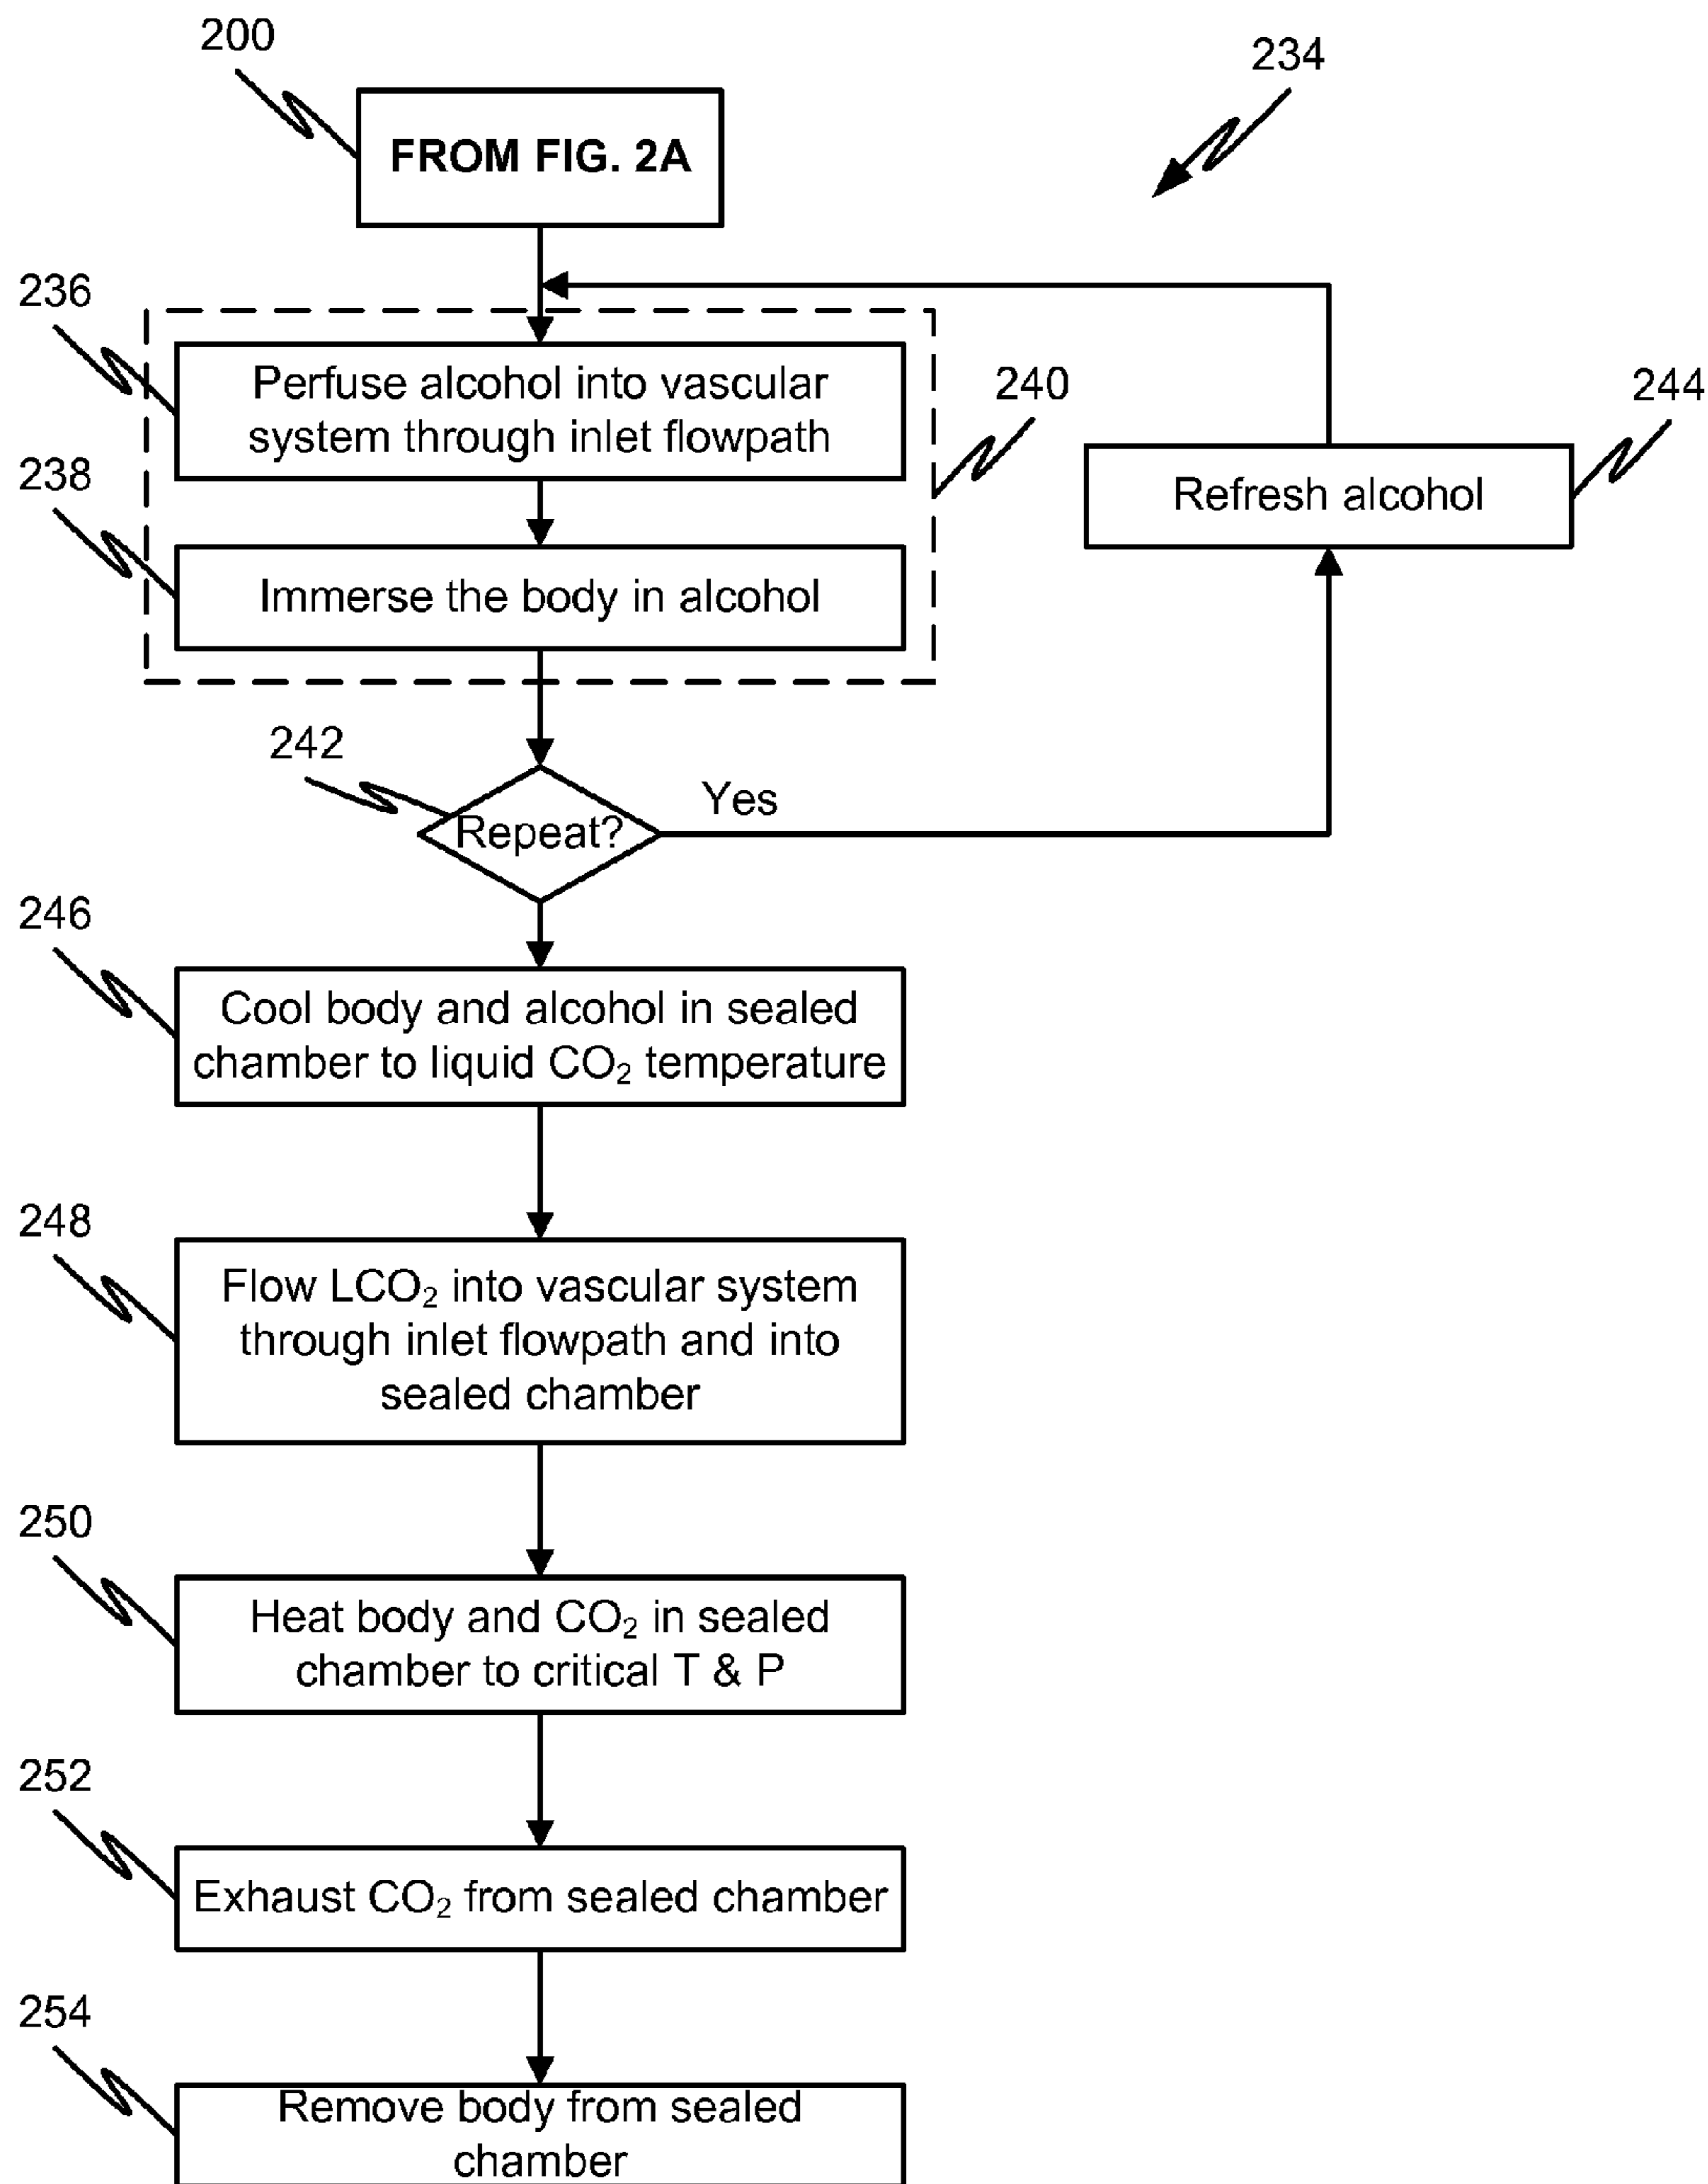 200
234
FROM FIG. 2A
236
Perfuse alcohol into vascular
system through inlet flowpath
240
244
238
Refresh alcohol
Immerse the body in alcohol
242
Yes
Repeat?
246
Cool body and alcohol in sealed
chamber to liquid CO₂ temperature
248
Flow LCO₂ into vascular system
through inlet flowpath and into
sealed chamber
250
Heat body and CO₂ in sealed
chamber to critical T & P
252
Exhaust CO₂ from sealed chamber
254
Remove body from sealed
chamber